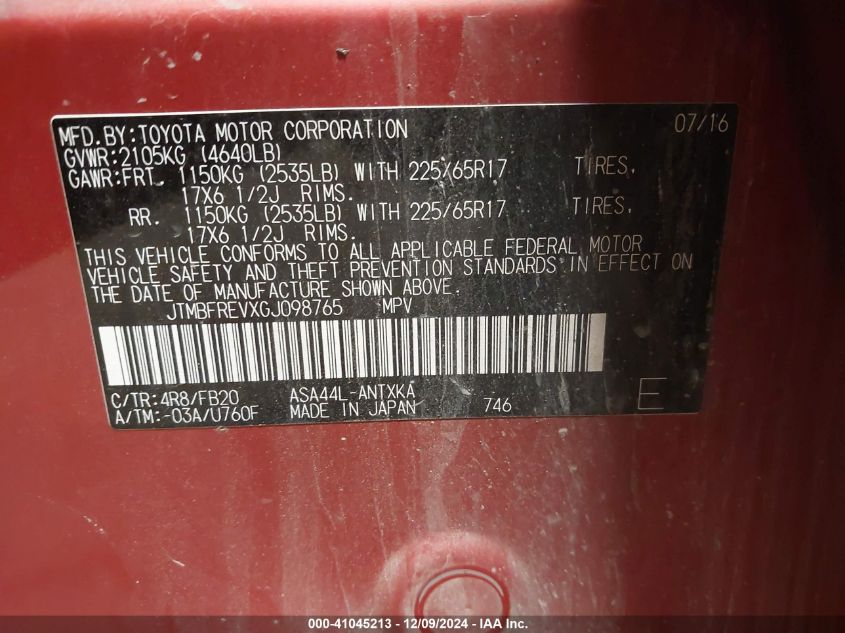 MFD.BY:TOYOTA MOTOR CORPORATION 07/16
GVWR:2105KG (4640LB)
GAWR:FRT. 1150KG (2535LB) WITH 225/65R17 TIRES,
17X6 1/2J RIMS.
RR. 1150KG (2535LB) WITH 225/65R17 TIRES,
17X6 1/2J RIMS.
THIS VEHICLE CONFORMS TO ALL APPLICABLE FEDERAL MOTOR
VEHICLE SAFETY AND THEFT PREVENTION STANDARDS IN EFFECT ON
THE DATE OF MANUFACTURE SHOWN ABOVE.
JTMBFREVXGJ098765 MPV
C/TR:4R8/FB20 ASA44L-ANTXKA
A/TM:-03A/U760F MADE IN JAPAN 746 E
000-41045213 - 12/09/2024 - IAA Inc.